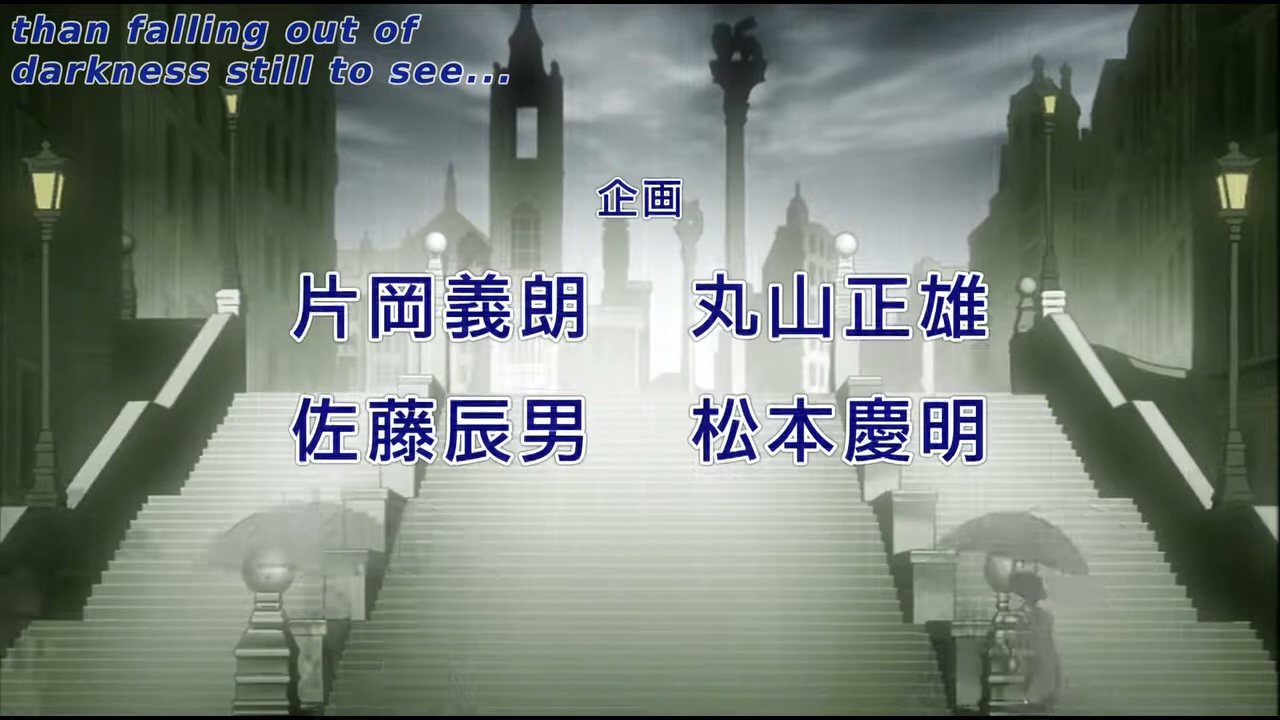 than falling out of
darkness still to see...
企画
片岡義朗 丸山正雄
佐藤辰男 松本慶明